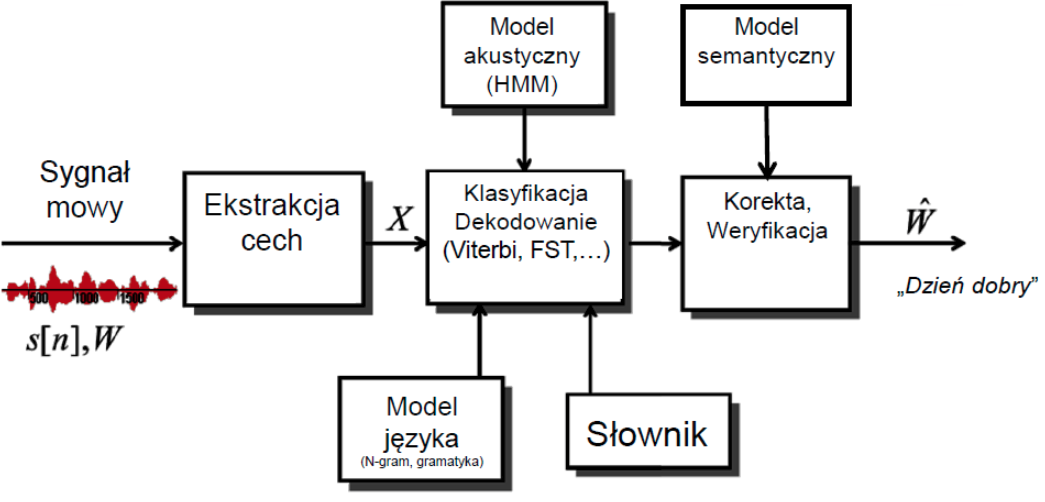 Model
akustyczny
(HMM)
Model
semantyczny
Sygnał
mowy
Ekstrakcja
cech
X
Klasyfikacja
Dekodowanie
(Viterbi, FST,…)
Korekta,
Weryfikacja
Ŵ
„Dzień dobry”
500 1000 1500
s[n],W
Model
języka
(N-gram, gramatyka)
Słownik